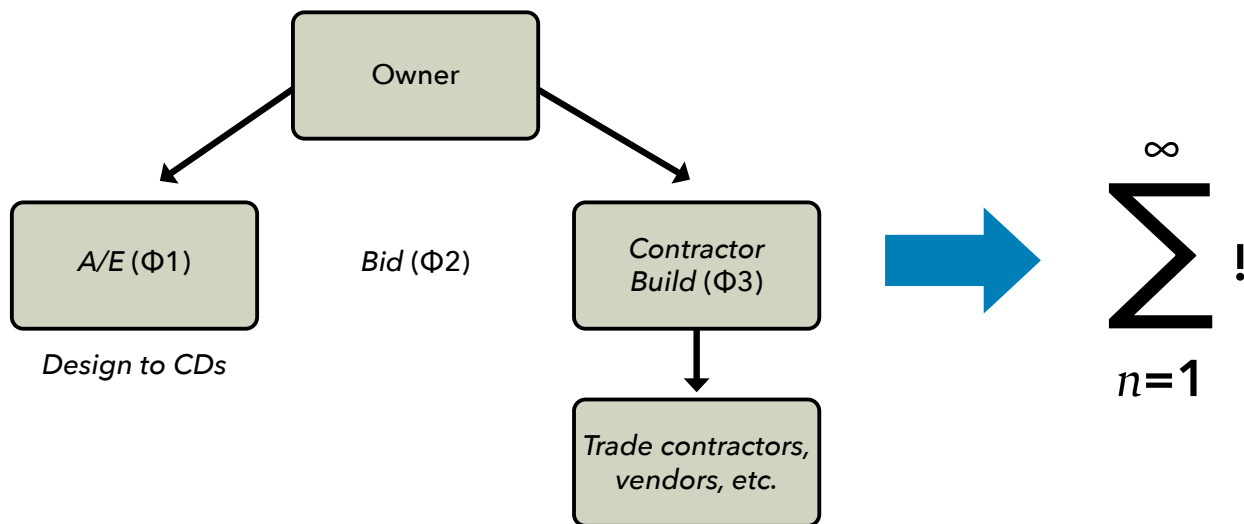 Owner
A/E (Φ1)
Bid (Φ2)
Contractor
Build (Φ3)
Design to CDs
Trade contractors,
vendors, etc.
∞
∑ !
n=1